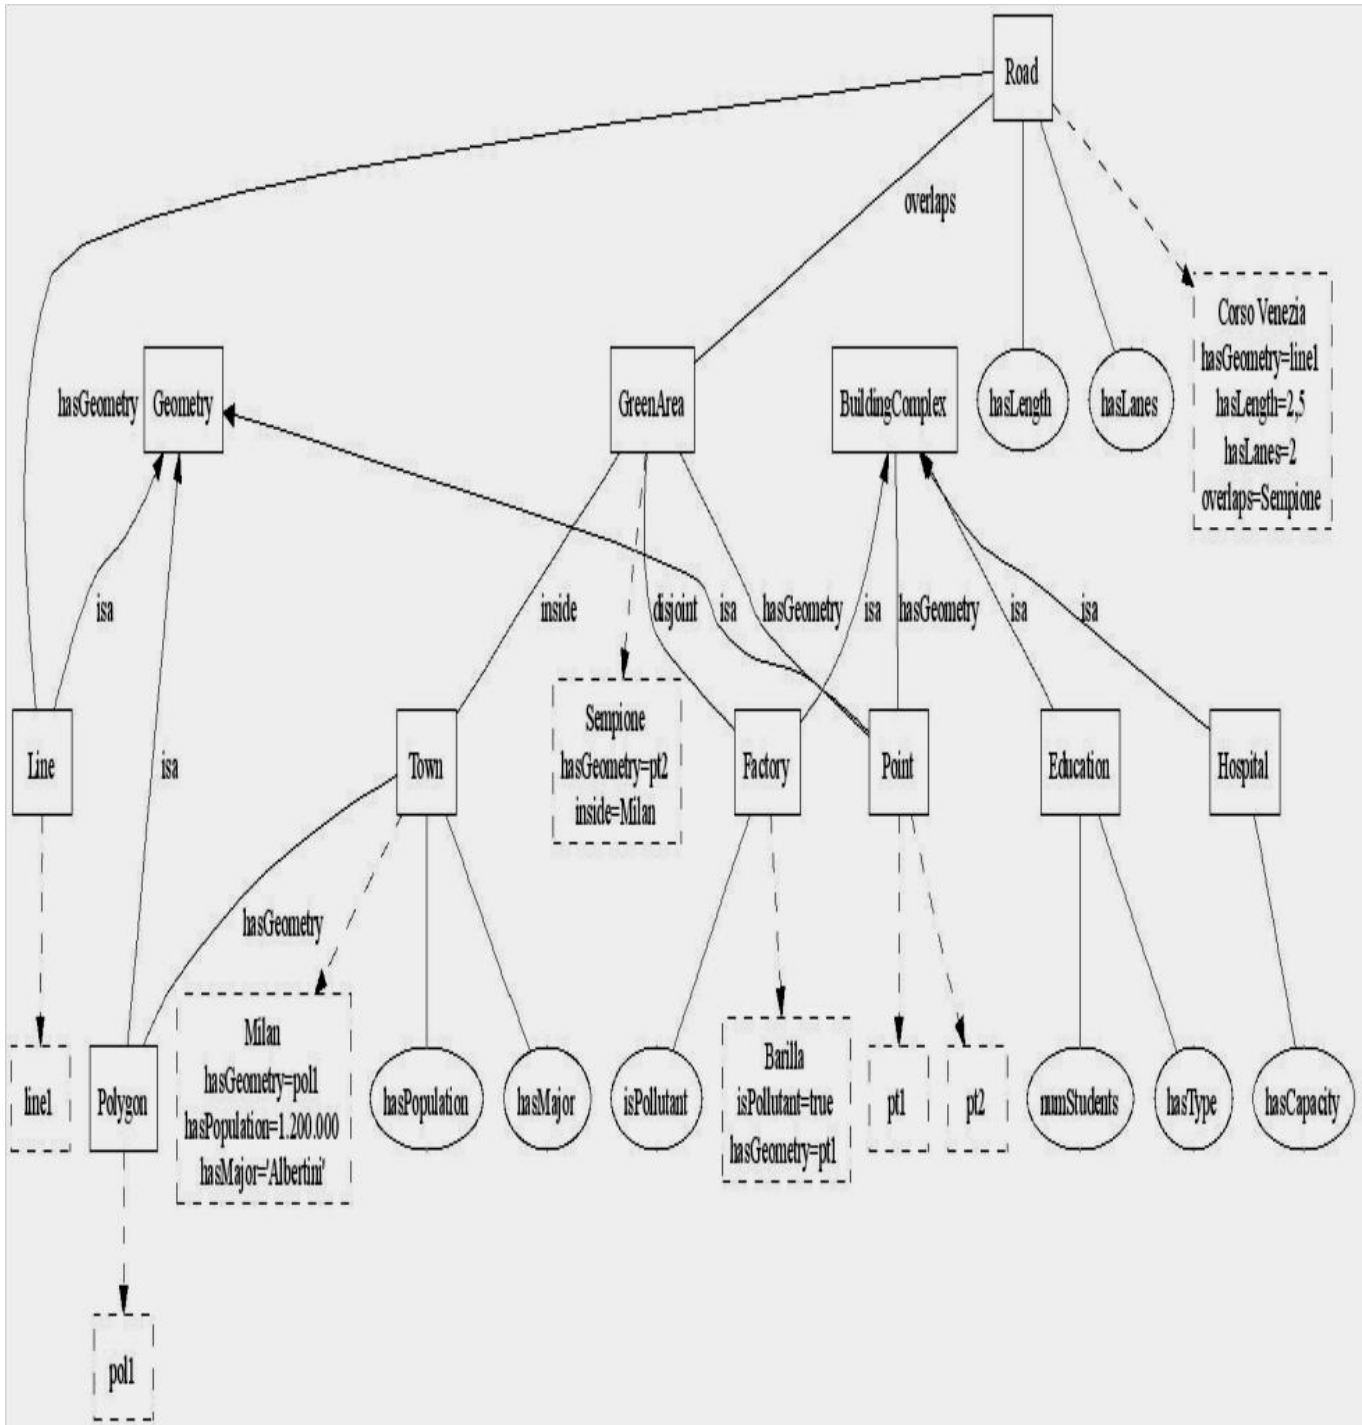 Road
overlaps
Corso Venezia
hasGeometry=line1
hasLength=2,5
hasLanes=2
overlaps=Sempione
hasGeometry
Geometry
GreenArea
BuildingComplex
hasLength
hasLanes
isa
inside
disjoint
isa
hasGeometry
isa
hasGeometry
isa
isa
Line
isa
Town
Sempione
hasGeometry=pt2
inside=Milan
Factory
Point
Education
Hospital
hasGeometry
line1
Polygon
Milan
hasGeometry=pol1
hasPopulation=1.200.000
hasMajor='Albertini'
hasPopulation
hasMajor
isPollutant
Barilla
isPollutant=true
hasGeometry=pt1
pt1
pt2
numStudents
hasType
hasCapacity
pol1